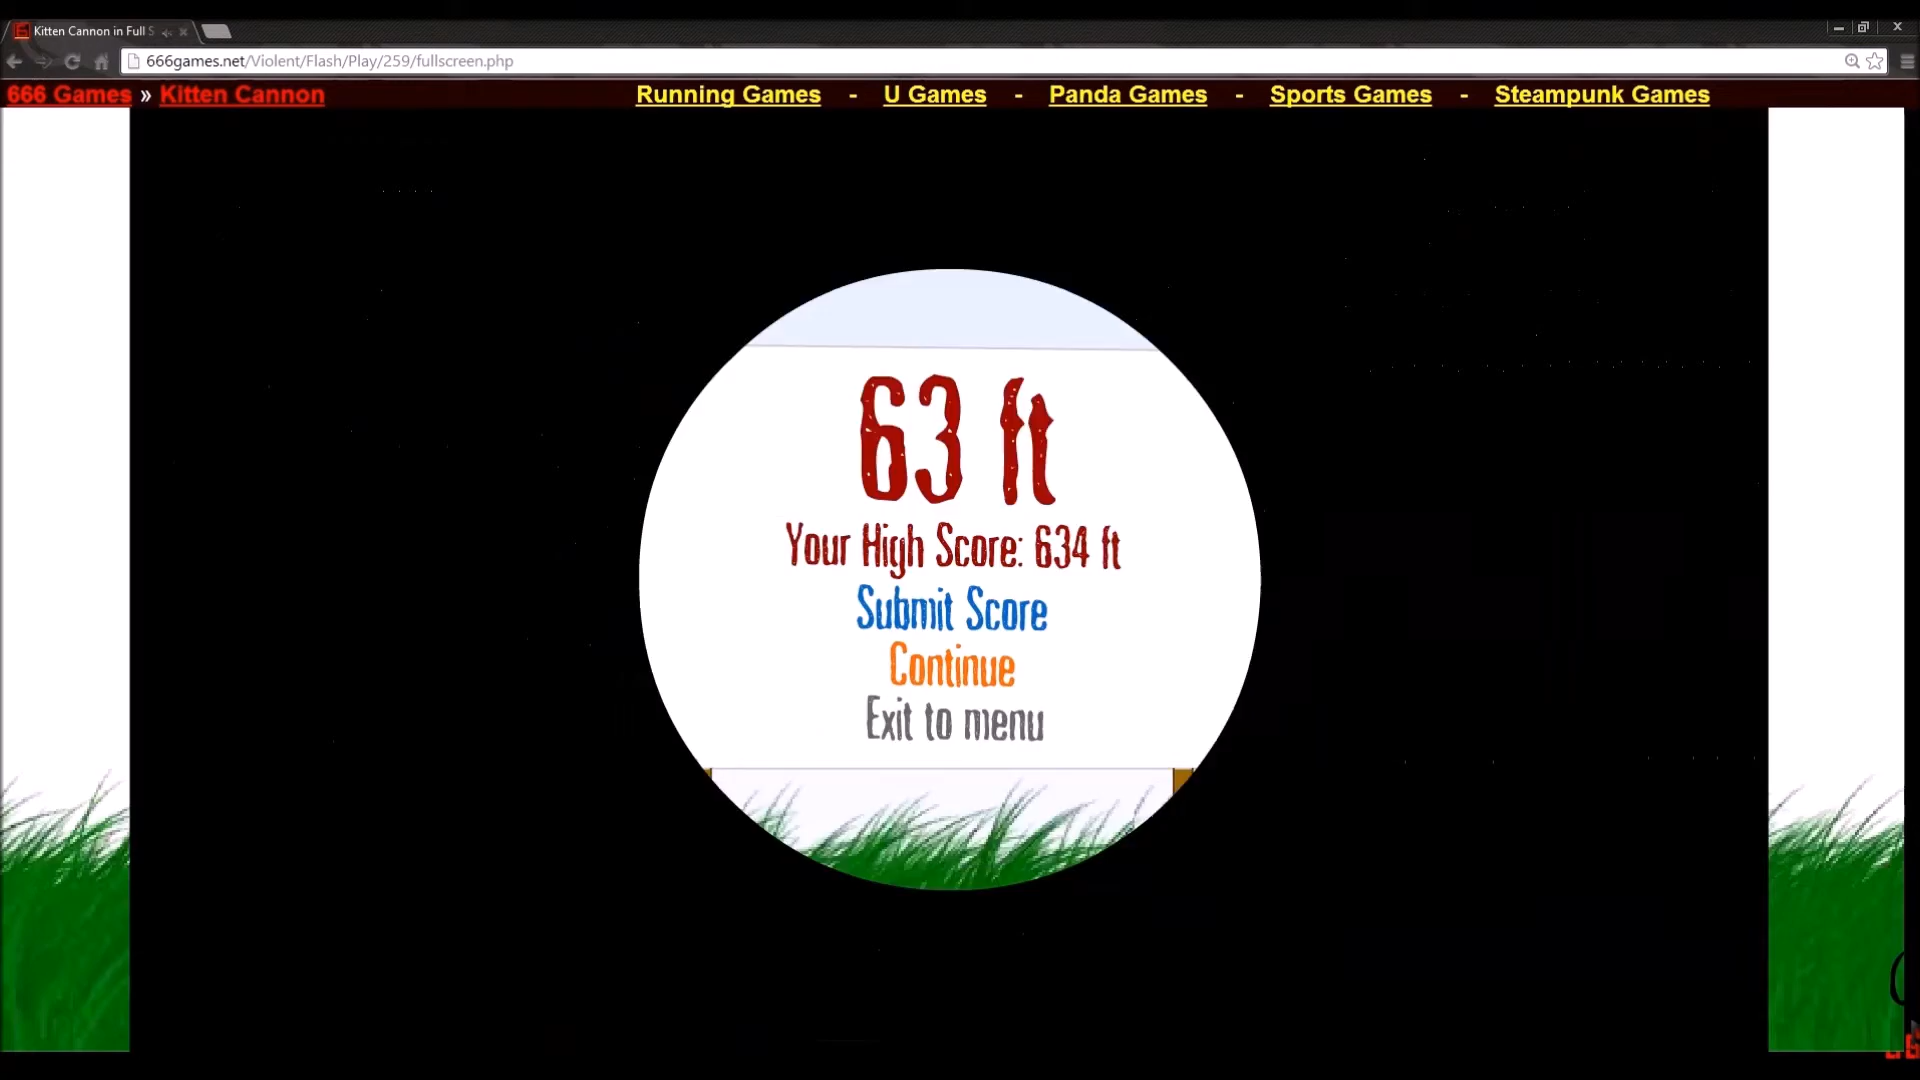 Kitten Cannon in Full S
666games.net/Violent/Flash/Play/259/fullscreen.php
666 Games » Kitten Cannon Running Games - U Games - Panda Games - Sports Games - Steampunk Games
63 ft
Your High Score: 634 ft
Submit Score
Continue
Exit to menu